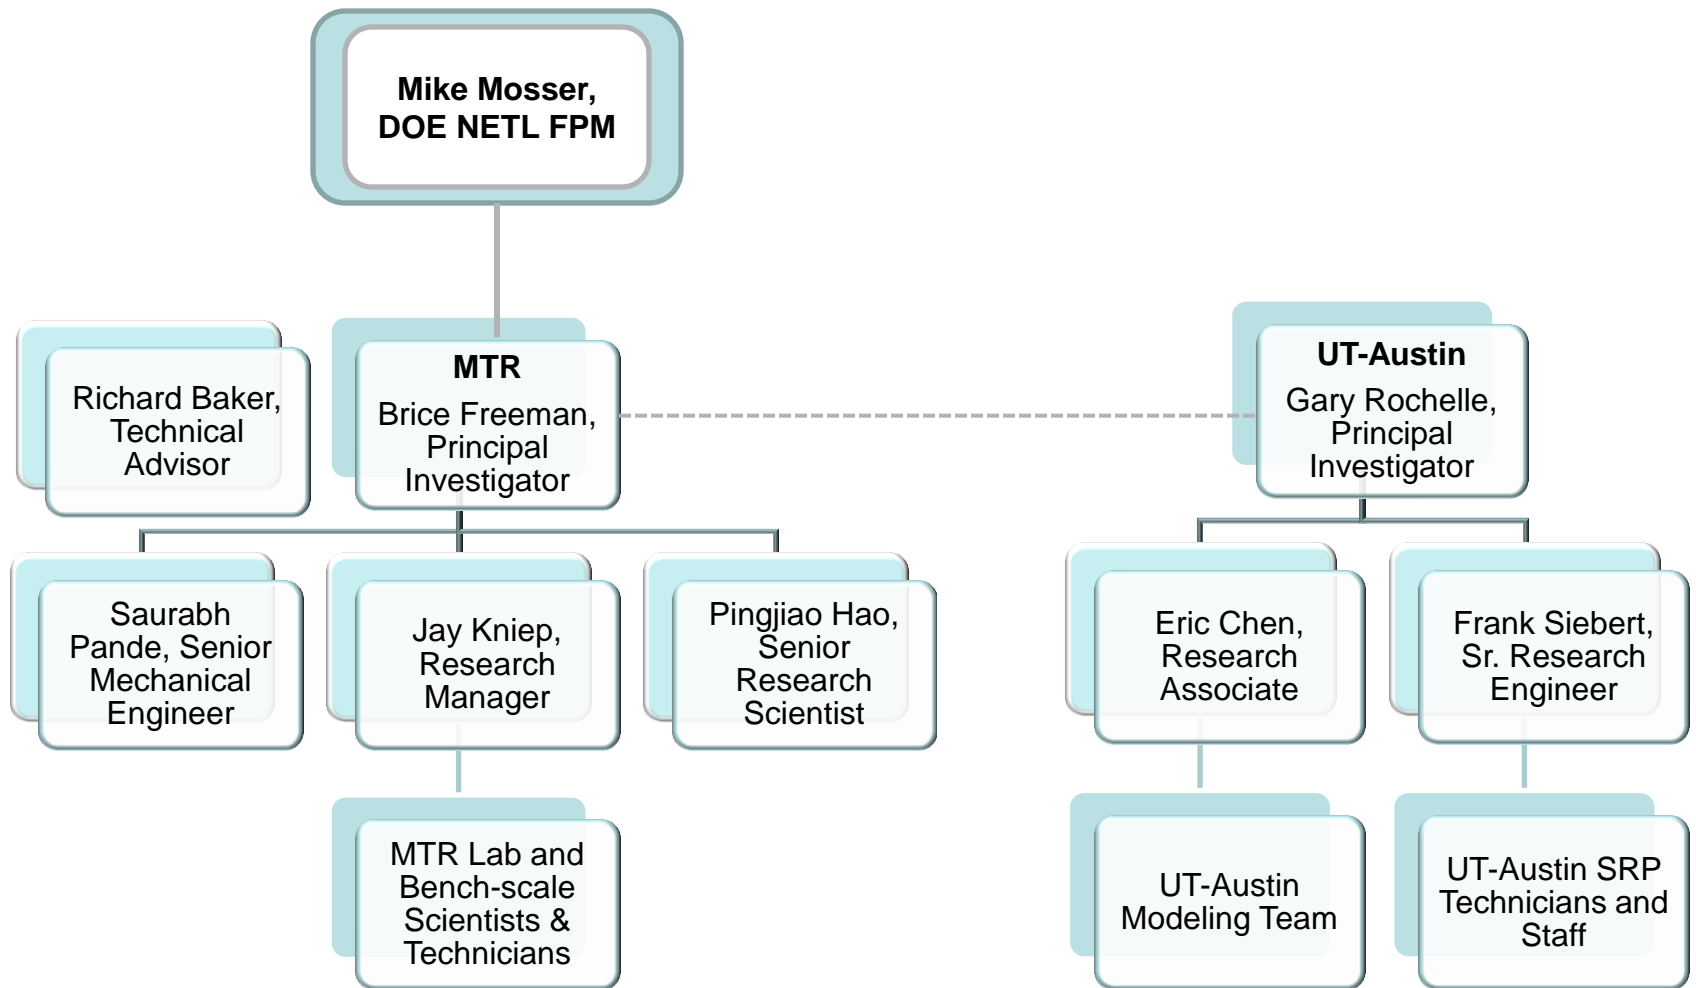 Mike Mosser,
DOE NETL FPM
Richard Baker,
Technical
Advisor
MTR
Brice Freeman,
Principal
Investigator
UT-Austin
Gary Rochelle,
Principal
Investigator
Saurabh
Pande, Senior
Mechanical
Engineer
Jay Kniep,
Research
Manager
Pingjiao Hao,
Senior
Research
Scientist
Eric Chen,
Research
Associate
Frank Siebert,
Sr. Research
Engineer
MTR Lab and
Bench-scale
Scientists &
Technicians
UT-Austin
Modeling Team
UT-Austin SRP
Technicians and
Staff